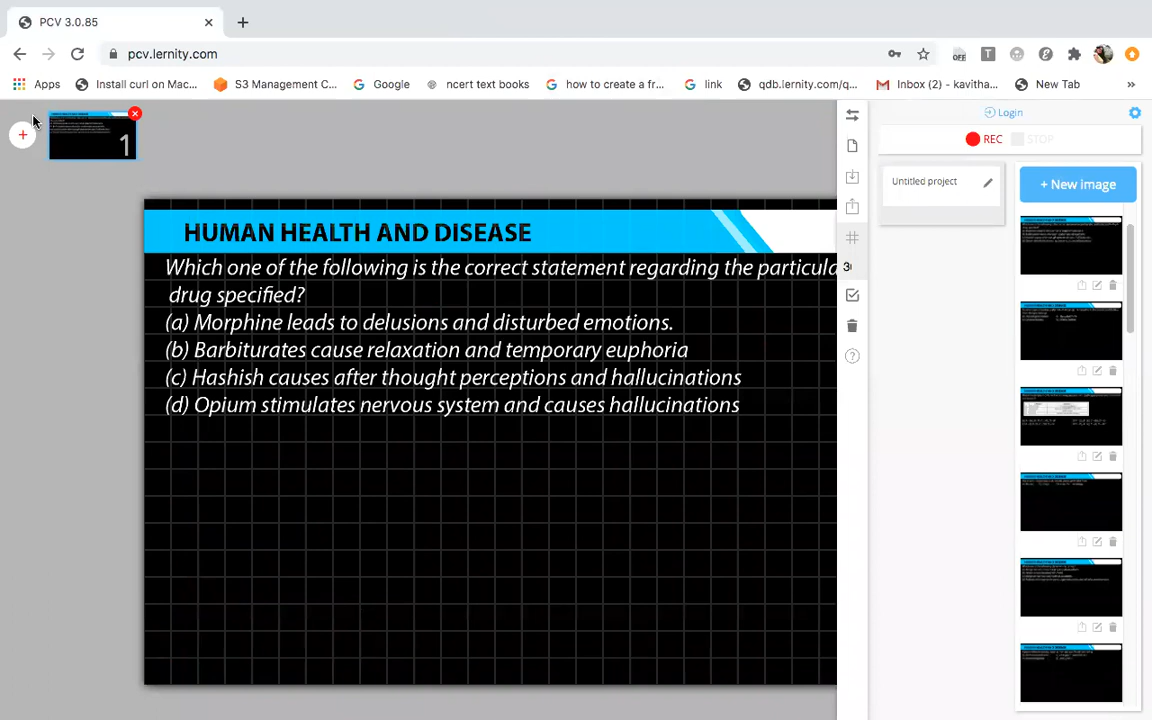 PCV 3.0.85
pcv.lernity.com
Apps
Install curl on Mac...
S3 Management C...
Google
ncert text books
how to create a fr...
link
qdb.lernity.com/q...
Inbox (2) - kavitha...
New Tab
»
1
Login
REC
STOP
Untitled project
+ New image
HUMAN HEALTH AND DISEASE
Which one of the following is the correct statement regarding the particula
drug specified?
(a) Morphine leads to delusions and disturbed emotions.
(b) Barbiturates cause relaxation and temporary euphoria
(c) Hashish causes after thought perceptions and hallucinations
(d) Opium stimulates nervous system and causes hallucinations